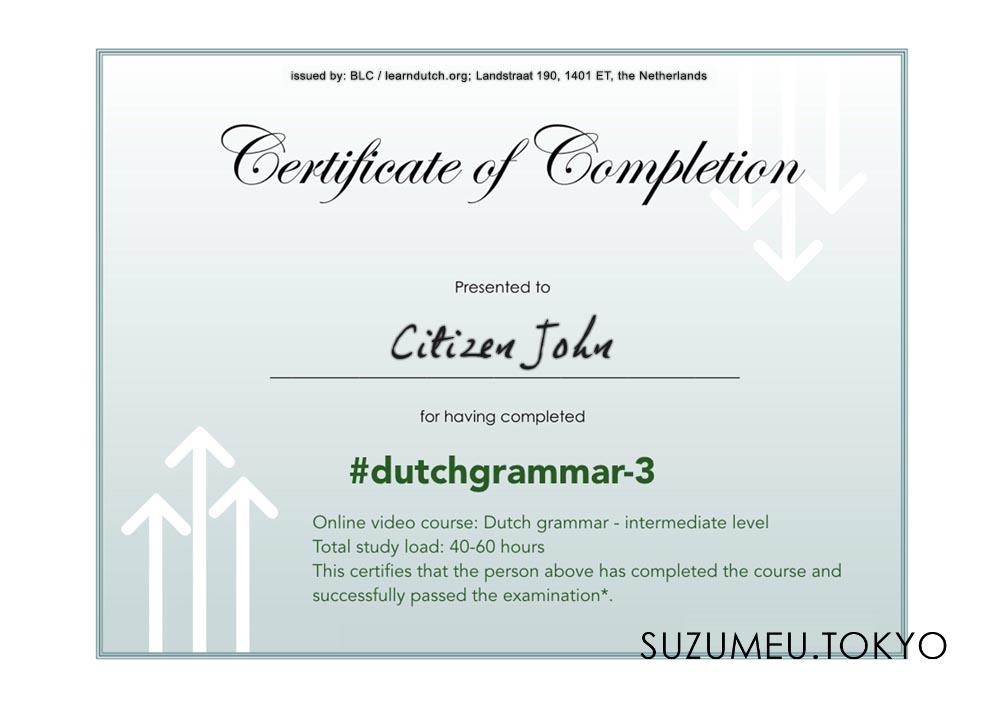 issued by: BLC / learndutch.org; Landstraat 190, 1401 ET, the Netherlands
Certificate of Completion
Presented to
Citizen John
for having completed
#dutchgrammar-3
Online video course: Dutch grammar - intermediate level
Total study load: 40-60 hours
This certifies that the person above has completed the course and
successfully passed the examination*.
SUZUMEU.TOKYO